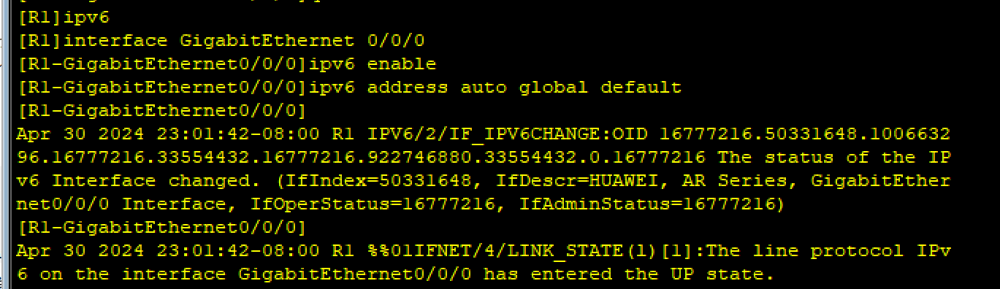 [R1]ipv6
[R1]interface GigabitEthernet 0/0/0
[R1-GigabitEthernet0/0/0]ipv6 enable
[R1-GigabitEthernet0/0/0]ipv6 address auto global default
[R1-GigabitEthernet0/0/0]
Apr 30 2024 23:01:42-08:00 R1 IPV6/2/IF_IPV6CHANGE:OID 16777216.50331648.1006632
96.16777216.33554432.16777216.922746880.33554432.0.16777216 The status of the IP
v6 Interface changed. (IfIndex=50331648, IfDescr=HUAWEI, AR Series, GigabitEther
net0/0/0 Interface, IfOperStatus=16777216, IfAdminStatus=16777216)
[R1-GigabitEthernet0/0/0]
Apr 30 2024 23:01:42-08:00 R1 %%01IFNET/4/LINK_STATE(l)[1]:The line protocol IPv
6 on the interface GigabitEthernet0/0/0 has entered the UP state.